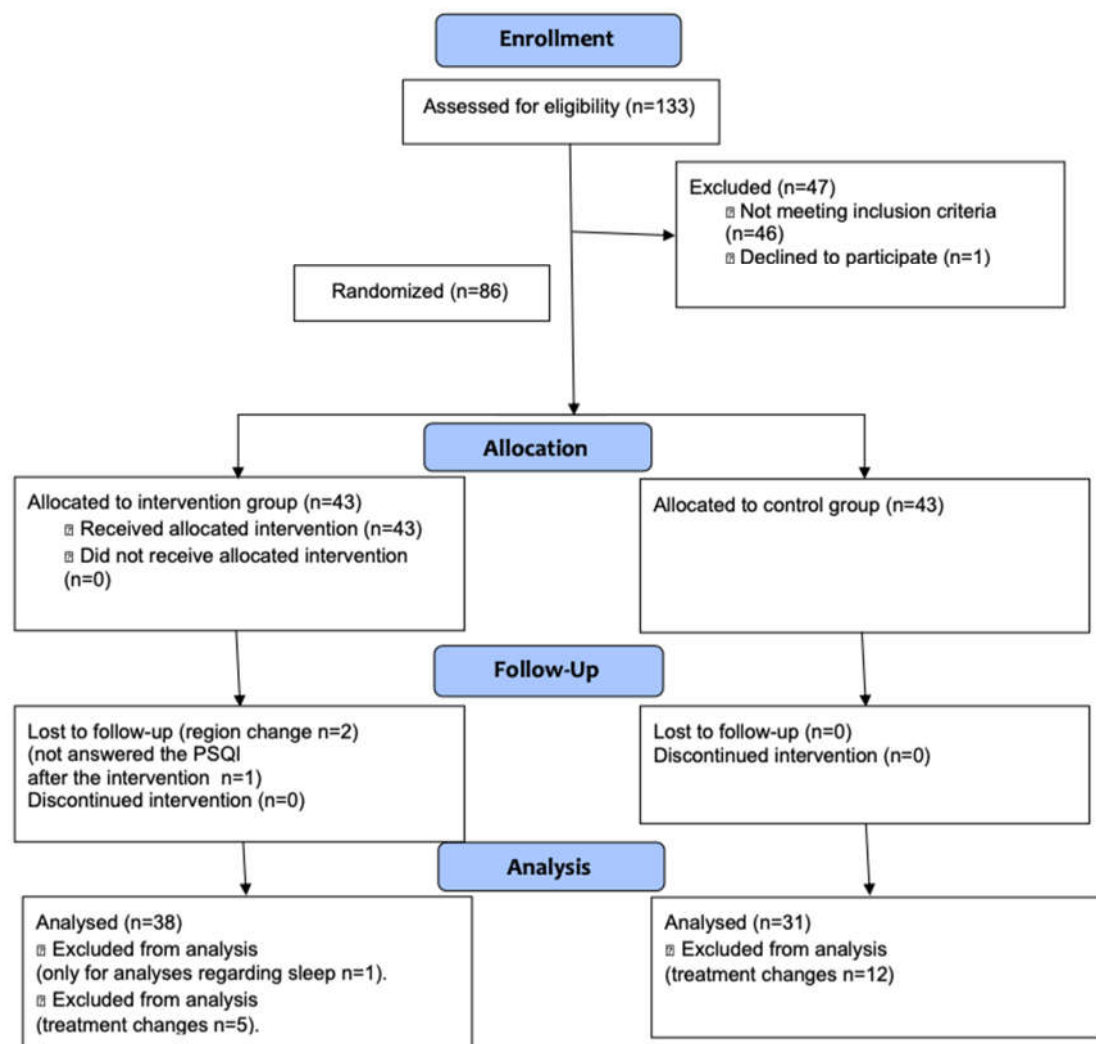 Enrollment
Assessed for eligibility (n=133)
Excluded (n=47)
Not meeting inclusion criteria
(n=46)
Declined to participate (n=1)
Randomized (n=86)
Allocation
Allocated to intervention group (n=43)
Received allocated intervention (n=43)
Did not receive allocated intervention
(n=0)
Allocated to control group (n=43)
Follow-Up
Lost to follow-up (region change n=2)
(not answered the PSQI
after the intervention n=1)
Discontinued intervention (n=0)
Lost to follow-up (n=0)
Discontinued intervention (n=0)
Analysis
Analysed (n=38)
Excluded from analysis
(only for analyses regarding sleep n=1).
Excluded from analysis
(treatment changes n=5).
Analysed (n=31)
Excluded from analysis
(treatment changes n=12)